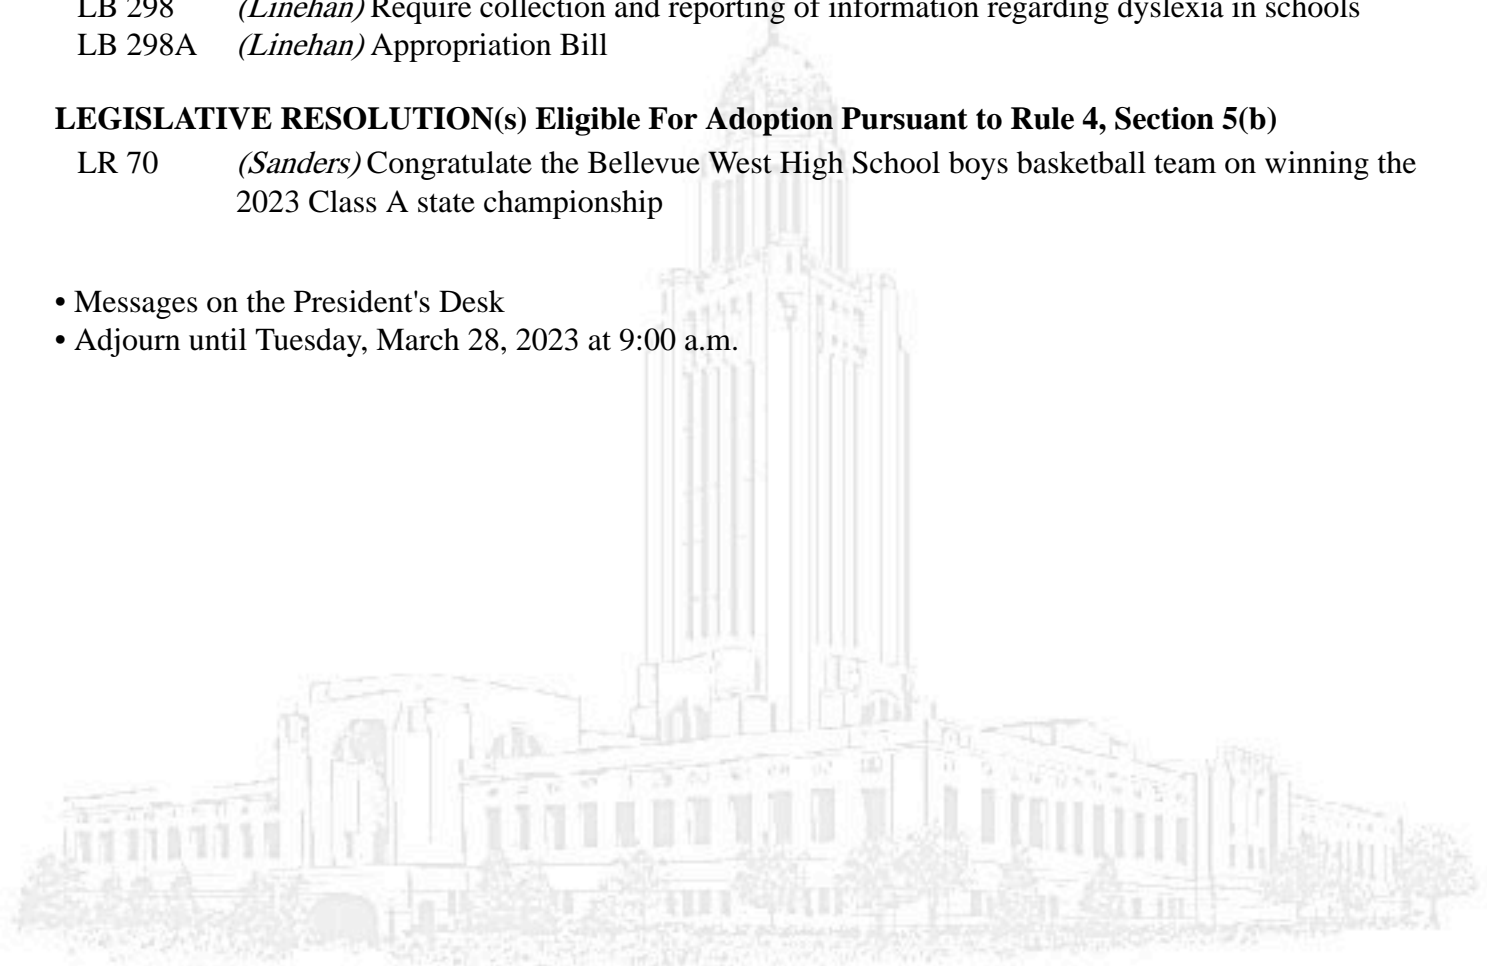 LB 298 (Linehan) Require collection and reporting of information regarding dyslexia in schools
LB 298A (Linehan) Appropriation Bill
LEGISLATIVE RESOLUTION(s) Eligible For Adoption Pursuant to Rule 4, Section 5(b)
LR 70 (Sanders) Congratulate the Bellevue West High School boys basketball team on winning the
2023 Class A state championship
• Messages on the President's Desk
• Adjourn until Tuesday, March 28, 2023 at 9:00 a.m.